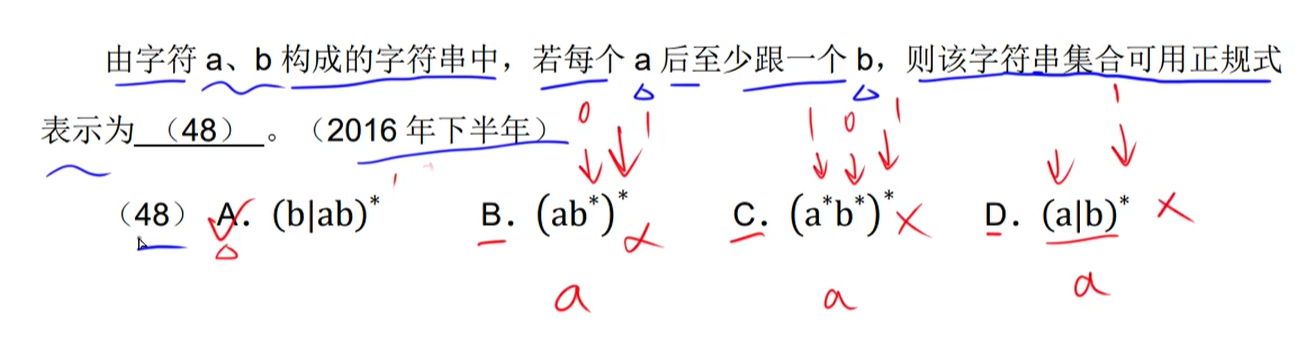 由字符 a、b 构成的字符串中，若每个 a 后至少跟一个 b，则该字符串集合可用正规式
0 1 1 0 1 1
表示为 （48） 。（2016 年下半年）
（48） A. (b|ab)* B. (ab*)* C. (a*b*)* D. (a|b)*
a a a